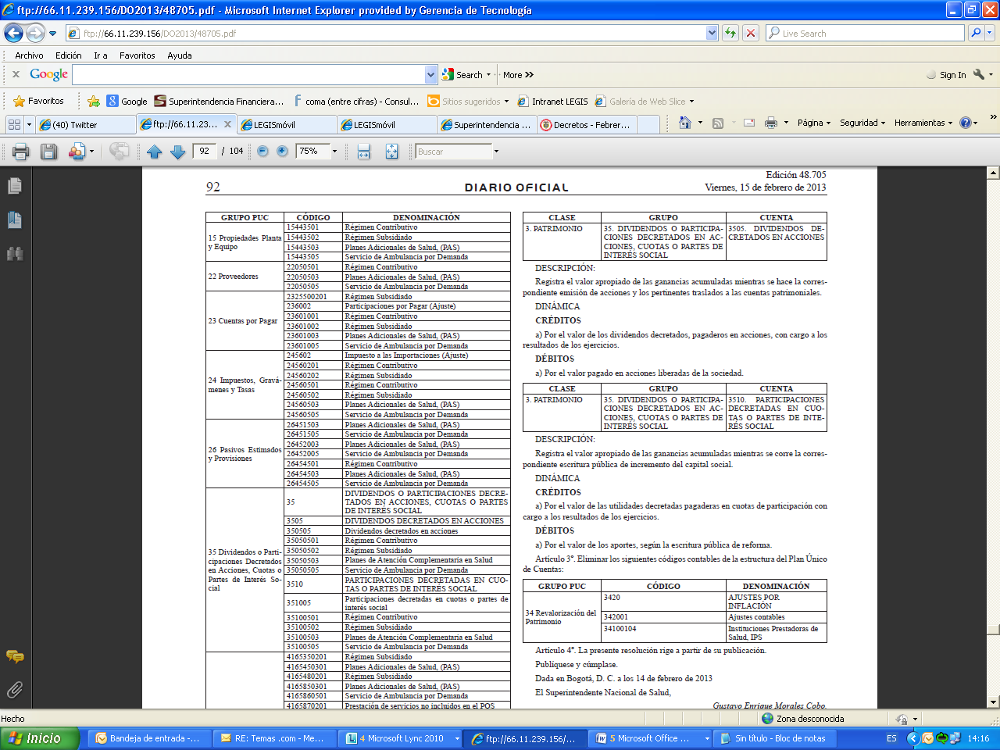 ftp://66.11.239.156/DO2013/48705.pdf - Microsoft Internet Explorer provided by Gerencia de Tecnología
ftp://66.11.239.156/DO2013/48705.pdf
Live Search
Archivo Edición Ir a Favoritos Ayuda
Google
Search
More
Sign In
Favoritos
Google
Superintendencia Financiera...
coma (entre cifras) - Consul...
Sitios sugeridos
Intranet LEGIS
Galería de Web Slice
(40) Twitter
ftp://66.11.23...
LEGISmóvil
LEGISmóvil
Superintendencia ...
Decretos - Febrer...
Página
Seguridad
Herramientas
92 / 104
75%
Buscar
Edición 48.705
92
DIARIO OFICIAL
Viernes, 15 de febrero de 2013
GRUPO PUC CÓDIGO DENOMINACIÓN
15 Propiedades Planta
y Equipo
15443501 Régimen Contributivo
15443502 Régimen Subsidiado
15443503 Planes Adicionales de Salud, (PAS)
15443505 Servicio de Ambulancia por Demanda
22 Proveedores
22050501 Régimen Contributivo
22050503 Planes Adicionales de Salud, (PAS)
22050505 Servicio de Ambulancia por Demanda
23 Cuentas por Pagar
2325500201 Régimen Subsidiado
236002 Participaciones por Pagar (Ajuste)
23601001 Régimen Contributivo
23601002 Régimen Subsidiado
23601003 Planes Adicionales de Salud, (PAS)
23601005 Servicio de Ambulancia por Demanda
24 Impuestos, Gravá-
menes y Tasas
245602 Impuesto a las Importaciones (Ajuste)
24560201 Régimen Contributivo
24560202 Régimen Subsidiado
24560501 Régimen Contributivo
24560502 Régimen Subsidiado
24560503 Planes Adicionales de Salud, (PAS)
24560505 Servicio de Ambulancia por Demanda
26 Pasivos Estimados
y Provisiones
26451503 Planes Adicionales de Salud, (PAS)
26451505 Servicio de Ambulancia por Demanda
26452003 Planes Adicionales de Salud, (PAS)
26452005 Servicio de Ambulancia por Demanda
26454501 Régimen Contributivo
26454503 Planes Adicionales de Salud, (PAS)
26454505 Servicio de Ambulancia por Demanda
35 Dividendos o Parti-
cipaciones Decretados
en Acciones, Cuotas o
Partes de Interés So-
cial
35 DIVIDENDOS O PARTICIPACIONES DECRE-
TADOS EN ACCIONES, CUOTAS O PARTES
DE INTERÉS SOCIAL
3505 DIVIDENDOS DECRETADOS EN ACCIONES
350505 Dividendos decretados en acciones
35050501 Régimen Contributivo
35050502 Régimen Subsidiado
35050503 Planes de Atención Complementaria en Salud
35050505 Servicio de Ambulancia por Demanda
3510 PARTICIPACIONES DECRETADAS EN CUO-
TAS O PARTES DE INTERÉS SOCIAL
351005 Participaciones decretadas en cuotas o partes de
interés social
35100501 Régimen Contributivo
35100502 Régimen Subsidiado
35100503 Planes de Atención Complementaria en Salud
35100505 Servicio de Ambulancia por Demanda
4165350201 Régimen Subsidiado
4165450301 Planes Adicionales de Salud, (PAS)
4165480201 Régimen Subsidiado
4165850301 Planes Adicionales de Salud, (PAS)
4165860501 Servicio de Ambulancia por Demanda
4165870201 Prestación de servicios no incluidos en el POS
CLASE GRUPO CUENTA
3. PATRIMONIO 35. DIVIDENDOS O PARTICIPA- 3505. DIVIDENDOS DE-
CIONES DECRETADOS EN AC- CRETADOS EN ACCIONES
CIONES, CUOTAS O PARTES DE
INTERÉS SOCIAL
DESCRIPCIÓN:
Registra el valor apropiado de las ganancias acumuladas mientras se hace la corres-
pondiente emisión de acciones y los pertinentes traslados a las cuentas patrimoniales.
DINÁMICA
CRÉDITOS
a) Por el valor de los dividendos decretados, pagaderos en acciones, con cargo a los
resultados de los ejercicios.
DÉBITOS
a) Por el valor pagado en acciones liberadas de la sociedad.
CLASE GRUPO CUENTA
3. PATRIMONIO 35. DIVIDENDOS O PARTICIPA- 3510. PARTICIPACIONES
CIONES DECRETADOS EN AC- DECRETADAS EN CUO-
CIONES, CUOTAS O PARTES DE TAS O PARTES DE INTE-
INTERÉS SOCIAL RÉS SOCIAL
DESCRIPCIÓN:
Registra el valor apropiado de las ganancias acumuladas mientras se corre la corres-
pondiente escritura pública de incremento del capital social.
DINÁMICA
CRÉDITOS
a) Por el valor de las utilidades decretadas pagaderas en cuotas de participación con
cargo a los resultados de los ejercicios.
DÉBITOS
a) Por el valor de los aportes, según la escritura pública de reforma.
Artículo 3°. Eliminar los siguientes códigos contables de la estructura del Plan Único
de Cuentas:
GRUPO PUC CÓDIGO DENOMINACIÓN
34 Revalorización del
Patrimonio
3420 AJUSTES POR
INFLACIÓN
342001 Ajustes contables
34100104 Instituciones Prestadoras de
Salud, IPS
Artículo 4°. La presente resolución rige a partir de su publicación.
Publíquese y cúmplase.
Dada en Bogotá, D. C. a los 14 de febrero de 2013
El Superintendente Nacional de Salud,
Gustavo Enrique Morales Cobo.
Hecho
Zona desconocida
Inicio
Bandeja de entrada -...
RE: Temas .com - Me...
4 Microsoft Lync 2010
ftp://66.11.239.156/...
5 Microsoft Office ...
Sin título - Bloc de notas
ES
14:16